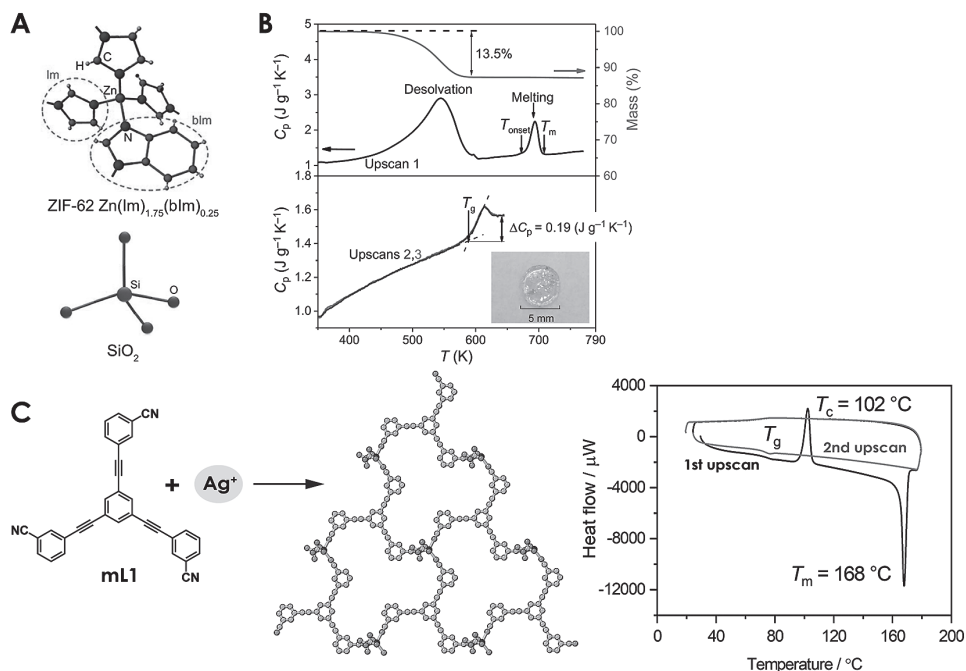 A
H
C
Im
Zn
bIm
N
ZIF-62 Zn(Im)1.75(bIm)0.25
Si
O
SiO2
B
5
4
3
2
1
Cp (J g–1 K–1)
100
90
80
70
60
Mass (%)
13.5%
Desolvation
Melting
Tonset
Tm
Upscan 1
1.8
1.6
1.4
1.2
1.0
Cp (J g–1 K–1)
Tg
ΔCp = 0.19 (J g–1 K–1)
Upscans 2,3
5 mm
400
500
600
700
790
T (K)
C
CN
NC
CN
mL1
+
Ag+
4000
0
-4000
-8000
-12000
Heat flow / μW
Tc = 102 °C
Tg
2nd upscan
1st upscan
Tm = 168 °C
0
40
80
120
160
200
Temperature / °C